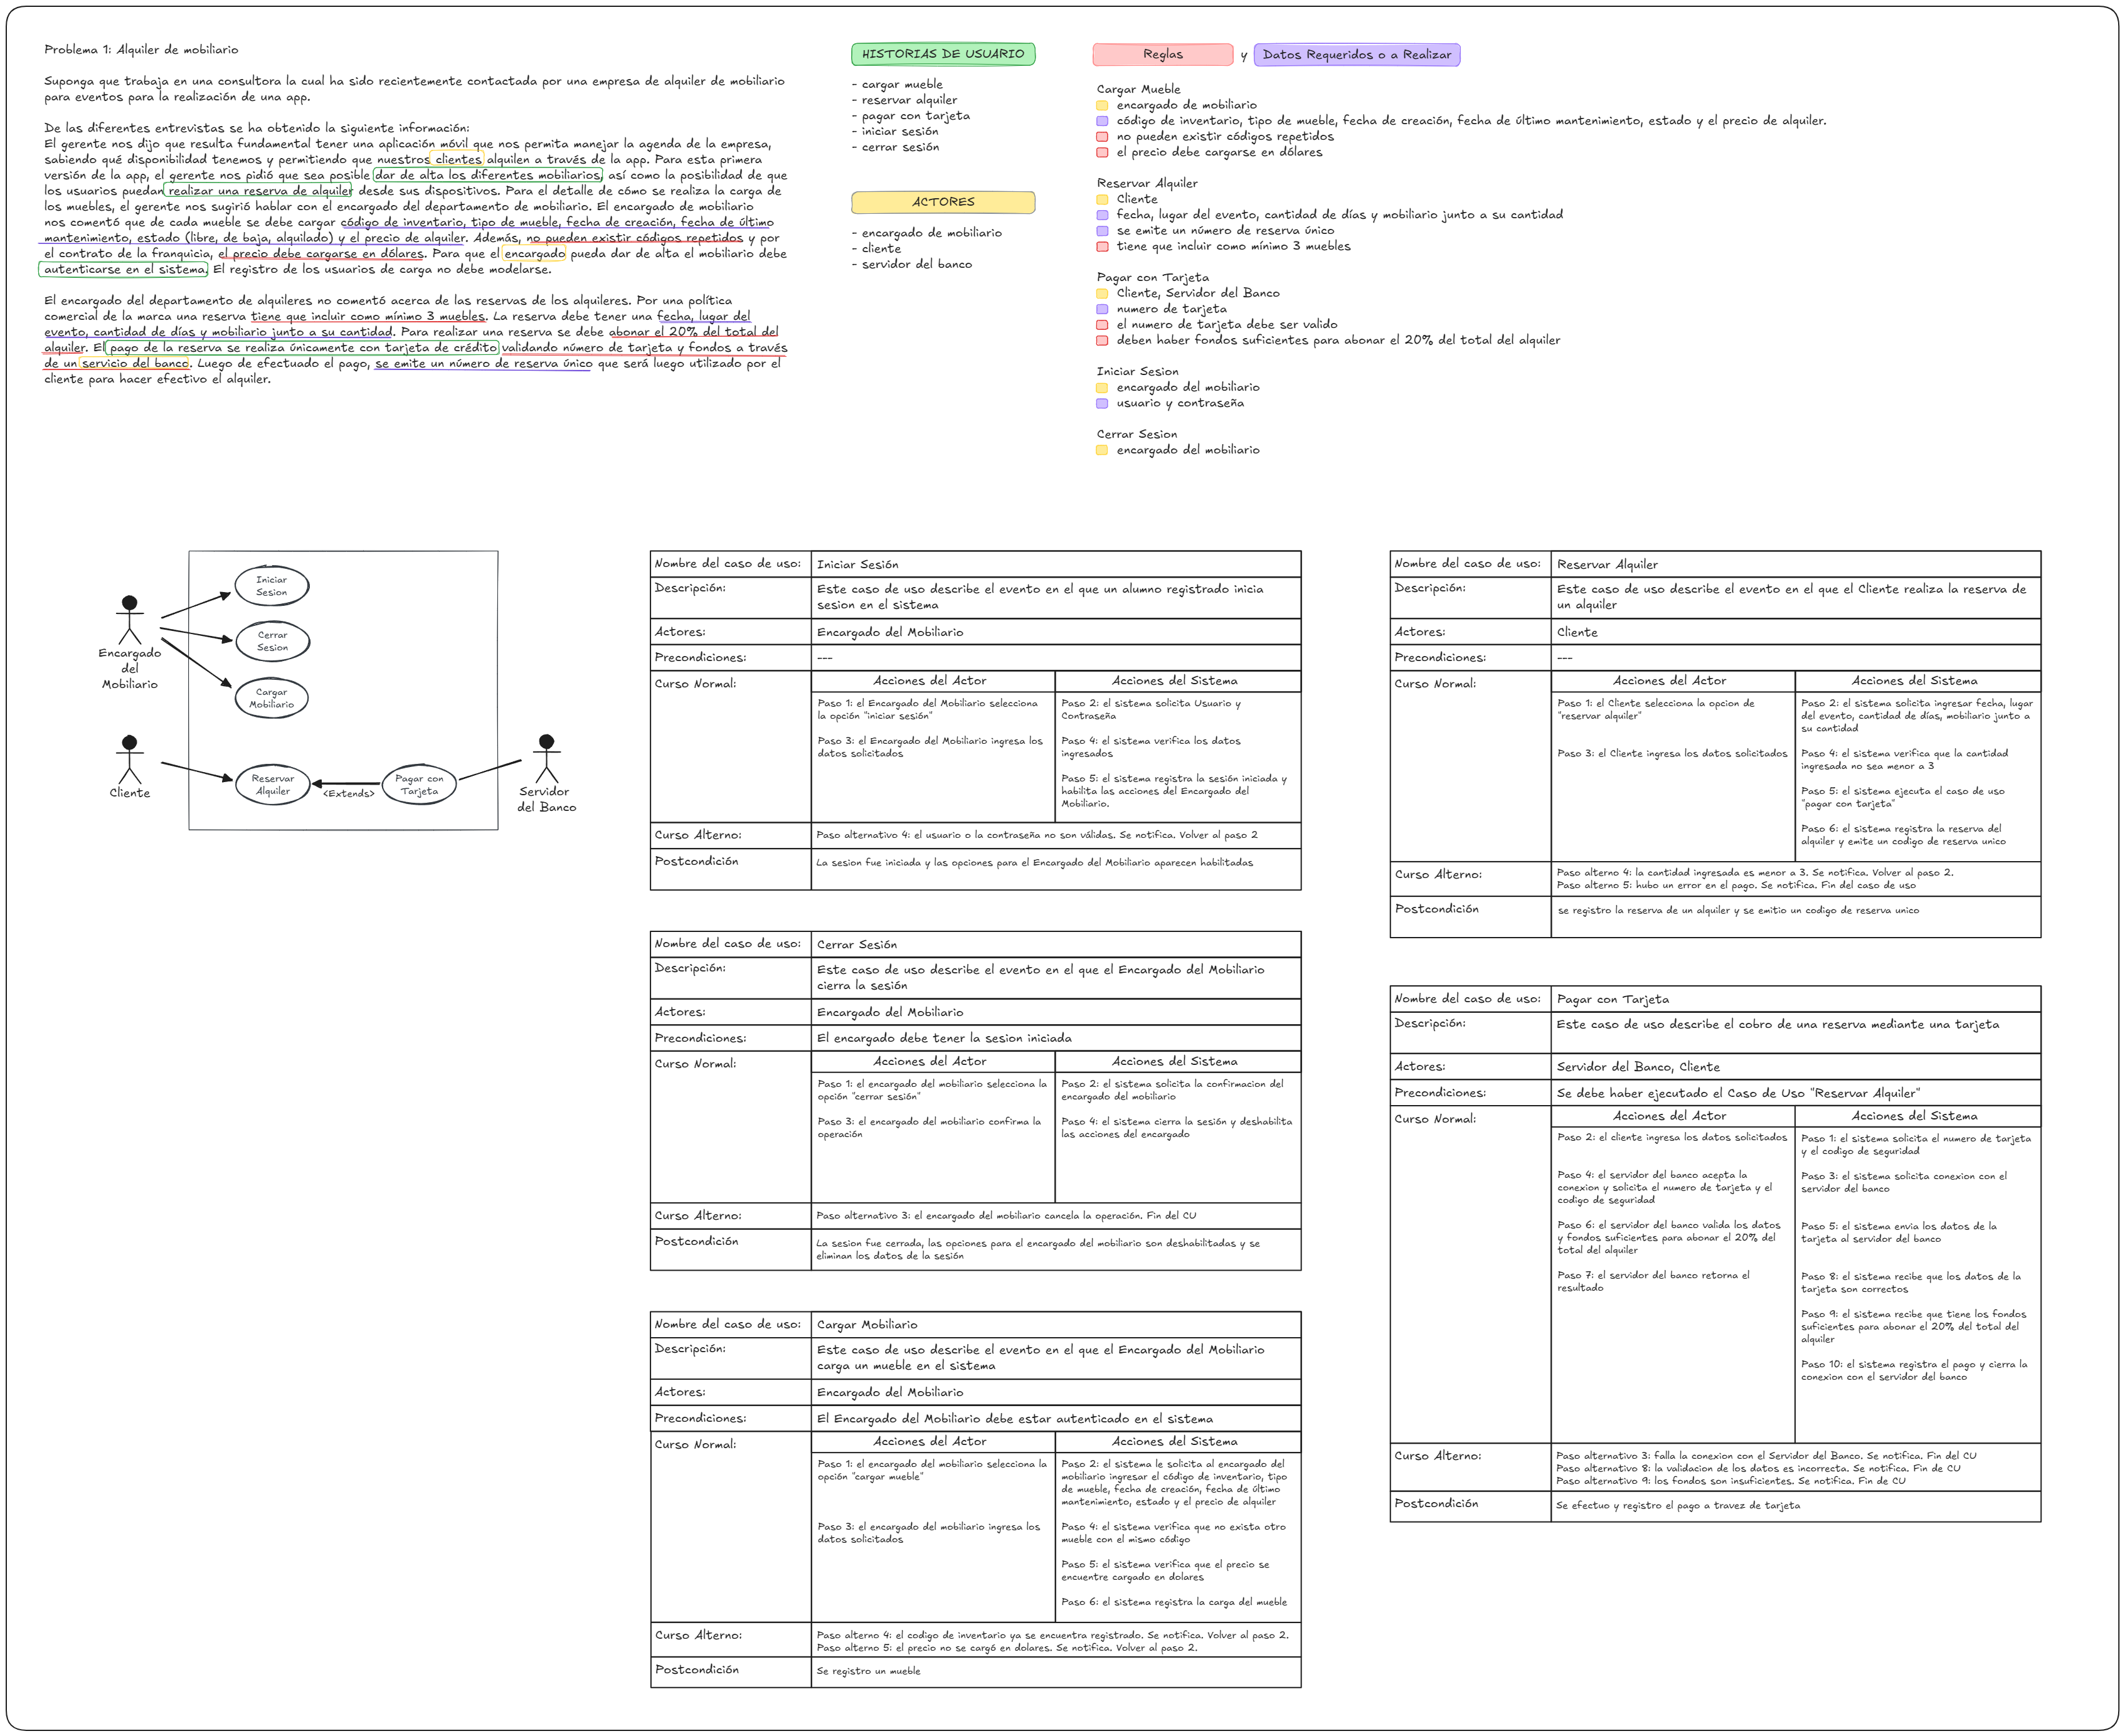 Problema 1: Alquiler de mobiliario
Suponga que trabaja en una consultora la cual ha sido recientemente contactada por una empresa de alquiler de mobiliario
para eventos para la realización de una app.
De las diferentes entrevistas se ha obtenido la siguiente información:
El gerente nos dijo que resulta fundamental tener una aplicación móvil que nos permita manejar la agenda de la empresa,
sabiendo qué disponibilidad tenemos y permitiendo que nuestros clientes alquilen a través de la app. Para esta primera
versión de la app, el gerente nos pidió que sea posible dar de alta los diferentes mobiliarios, así como la posibilidad de que
los usuarios puedan realizar una reserva de alquiler desde sus dispositivos. Para el detalle de cómo se realiza la carga de
los muebles, el gerente nos sugirió hablar con el encargado del departamento de mobiliario. El encargado de mobiliario
nos comentó que de cada mueble se debe cargar código de inventario, tipo de mueble, fecha de creación, fecha de último
mantenimiento, estado (libre, de baja, alquilado) y el precio de alquiler. Además, no pueden existir códigos repetidos y por
el contrato de la franquicia, el precio debe cargarse en dólares. Para que el encargado pueda dar de alta el mobiliario debe
autenticarse en el sistema. El registro de los usuarios de carga no debe modelarse.
El encargado del departamento de alquileres no comentó acerca de las reservas de los alquileres. Por una política
comercial de la marca una reserva tiene que incluir como mínimo 3 muebles. La reserva debe tener una fecha, lugar del
evento, cantidad de días y mobiliario junto a su cantidad. Para realizar una reserva se debe abonar el 20% del total del
alquiler. El pago de la reserva se realiza únicamente con tarjeta de crédito validando número de tarjeta y fondos a través
de un servicio del banco. Luego de efectuado el pago, se emite un número de reserva único que será luego utilizado por el
cliente para hacer efectivo el alquiler.
HISTORIAS DE USUARIO
- cargar mueble
- reservar alquiler
- pagar con tarjeta
- iniciar sesión
- cerrar sesión
ACTORES
- encargado de mobiliario
- cliente
- servidor del banco
Reglas y Datos Requeridos o a Realizar
Cargar Mueble
encargado de mobiliario
código de inventario, tipo de mueble, fecha de creación, fecha de último mantenimiento, estado y el precio de alquiler.
no pueden existir códigos repetidos
el precio debe cargarse en dólares
Reservar Alquiler
Cliente
fecha, lugar del evento, cantidad de días y mobiliario junto a su cantidad
se emite un número de reserva único
tiene que incluir como mínimo 3 muebles
Pagar con Tarjeta
Cliente, Servidor del Banco
numero de tarjeta
el numero de tarjeta debe ser valido
deben haber fondos suficientes para abonar el 20% del total del alquiler
Iniciar Sesion
encargado del mobiliario
usuario y contraseña
Cerrar Sesion
encargado del mobiliario
Encargado
del
Mobiliario
Iniciar
Sesion
Cerrar
Sesion
Cargar
Mobiliario
Cliente
Reservar
Alquiler
<Extends>
Pagar con
Tarjeta
Servidor
del Banco
Nombre del caso de uso: Iniciar Sesión
Descripción: Este caso de uso describe el evento en el que un alumno registrado inicia
sesion en el sistema
Actores: Encargado del Mobiliario
Precondiciones: ---
Curso Normal: Acciones del Actor Acciones del Sistema
Paso 1: el Encargado del Mobiliario selecciona
la opción "iniciar sesión"
Paso 2: el sistema solicita Usuario y
Contraseña
Paso 3: el Encargado del Mobiliario ingresa los
datos solicitados
Paso 4: el sistema verifica los datos
ingresados
Paso 5: el sistema registra la sesión iniciada y
habilita las acciones del Encargado del
Mobiliario.
Curso Alterno: Paso alternativo 4: el usuario o la contraseña no son válidas. Se notifica. Volver al paso 2
Postcondición La sesion fue iniciada y las opciones para el Encargado del Mobiliario aparecen habilitadas
Nombre del caso de uso: Cerrar Sesión
Descripción: Este caso de uso describe el evento en el que el Encargado del Mobiliario
cierra la sesión
Actores: Encargado del Mobiliario
Precondiciones: El encargado debe tener la sesion iniciada
Curso Normal: Acciones del Actor Acciones del Sistema
Paso 1: el encargado del mobiliario selecciona la
opción "cerrar sesión"
Paso 2: el sistema solicita la confirmacion del
encargado del mobiliario
Paso 3: el encargado del mobiliario confirma la
operación
Paso 4: el sistema cierra la sesión y deshabilita
las acciones del encargado
Curso Alterno: Paso alternativo 3: el encargado del mobiliario cancela la operación. Fin del CU
Postcondición La sesion fue cerrada, las opciones para el encargado del mobiliario son deshabilitadas y se
eliminan los datos de la sesión
Nombre del caso de uso: Cargar Mobiliario
Descripción: Este caso de uso describe el evento en el que el Encargado del Mobiliario
carga un mueble en el sistema
Actores: Encargado del Mobiliario
Precondiciones: El Encargado del Mobiliario debe estar autenticado en el sistema
Curso Normal: Acciones del Actor Acciones del Sistema
Paso 1: el encargado del mobiliario selecciona la
opción "cargar mueble"
Paso 2: el sistema le solicita al encargado del
mobiliario ingresar el código de inventario, tipo
de mueble, fecha de creación, fecha de último
mantenimiento, estado y el precio de alquiler
Paso 3: el encargado del mobiliario ingresa los
datos solicitados
Paso 4: el sistema verifica que no exista otro
mueble con el mismo código
Paso 5: el sistema verifica que el precio se
encuentre cargado en dolares
Paso 6: el sistema registra la carga del mueble
Curso Alterno: Paso alterno 4: el codigo de inventario ya se encuentra registrado. Se notifica. Volver al paso 2.
Paso alterno 5: el precio no se cargó en dolares. Se notifica. Volver al paso 2.
Postcondición Se registro un mueble
Nombre del caso de uso: Reservar Alquiler
Descripción: Este caso de uso describe el evento en el que el Cliente realiza la reserva de
un alquiler
Actores: Cliente
Precondiciones: ---
Curso Normal: Acciones del Actor Acciones del Sistema
Paso 1: el Cliente selecciona la opcion de
"reservar alquiler"
Paso 2: el sistema solicita ingresar fecha, lugar
del evento, cantidad de días, mobiliario junto a
su cantidad
Paso 3: el Cliente ingresa los datos solicitados
Paso 4: el sistema verifica que la cantidad
ingresada no sea menor a 3
Paso 5: el sistema ejecuta el caso de uso
"pagar con tarjeta"
Paso 6: el sistema registra la reserva del
alquiler y emite un codigo de reserva unico
Curso Alterno: Paso alterno 4: la cantidad ingresada es menor a 3. Se notifica. Volver al paso 2.
Paso alterno 5: hubo un error en el pago. Se notifica. Fin del caso de uso
Postcondición se registro la reserva de un alquiler y se emitio un codigo de reserva unico
Nombre del caso de uso: Pagar con Tarjeta
Descripción: Este caso de uso describe el cobro de una reserva mediante una tarjeta
Actores: Servidor del Banco, Cliente
Precondiciones: Se debe haber ejecutado el Caso de Uso "Reservar Alquiler"
Curso Normal: Acciones del Actor Acciones del Sistema
Paso 1: el sistema solicita el numero de tarjeta
y el codigo de seguridad
Paso 2: el cliente ingresa los datos solicitados
Paso 3: el sistema solicita conexion con el
servidor del banco
Paso 4: el servidor del banco acepta la
conexion y solicita el numero de tarjeta y el
codigo de seguridad
Paso 5: el sistema envia los datos de la
tarjeta al servidor del banco
Paso 6: el servidor del banco valida los datos
y fondos suficientes para abonar el 20% del
total del alquiler
Paso 7: el servidor del banco retorna el
resultado
Paso 8: el sistema recibe que los datos de la
tarjeta son correctos
Paso 9: el sistema recibe que tiene los fondos
suficientes para abonar el 20% del total del
alquiler
Paso 10: el sistema registra el pago y cierra la
conexion con el servidor del banco
Curso Alterno: Paso alternativo 3: falla la conexion con el Servidor del Banco. Se notifica. Fin del CU
Paso alternativo 8: la validacion de los datos es incorrecta. Se notifica. Fin de CU
Paso alternativo 9: los fondos son insuficientes. Se notifica. Fin de CU
Postcondición Se efectuo y registro el pago a travez de tarjeta